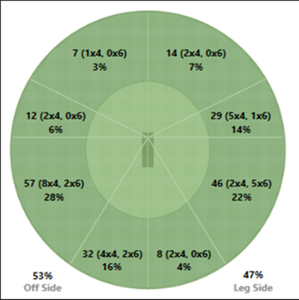 7 (1x4, 0x6)
3%
14 (2x4, 0x6)
7%
12 (2x4, 0x6)
6%
29 (5x4, 1x6)
14%
57 (8x4, 2x6)
28%
46 (2x4, 5x6)
22%
32 (4x4, 2x6)
16%
8 (2x4, 0x6)
4%
53%
Off Side
47%
Leg Side